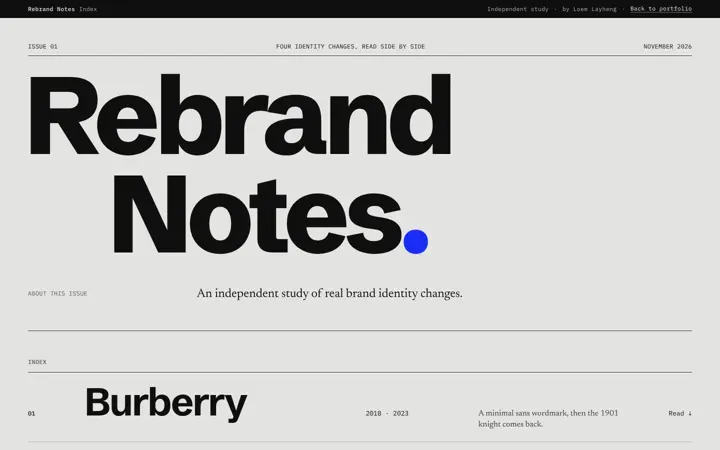 Rebrand Notes Index
Independent study · by Loem Layheng · Back to portfolio
ISSUE 01
FOUR IDENTITY CHANGES, READ SIDE BY SIDE
NOVEMBER 2026
Rebrand
Notes.
ABOUT THIS ISSUE
An independent study of real brand identity changes.
INDEX
01
Burberry
2018 · 2023
A minimal sans wordmark, then the 1901
knight comes back.
Read ↓